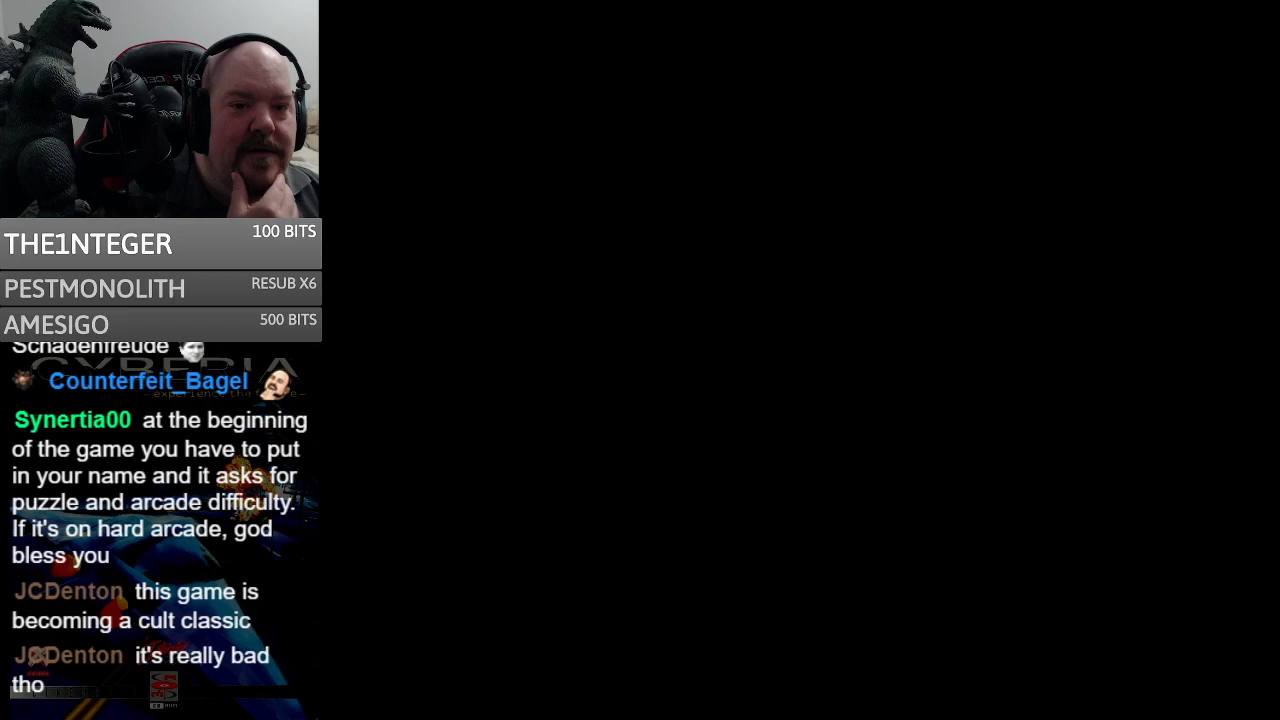 THE1NTEGER 100 BITS
PESTMONOLITH RESUB X6
AMESIGO 500 BITS
Schadenfreude
CYBERIA
Counterfeit_Bagel
Synertia00 at the beginning
of the game you have to put
in your name and it asks for
puzzle and arcade difficulty.
If it's on hard arcade, god
bless you
JCDenton this game is
becoming a cult classic
JCDenton it's really bad
tho